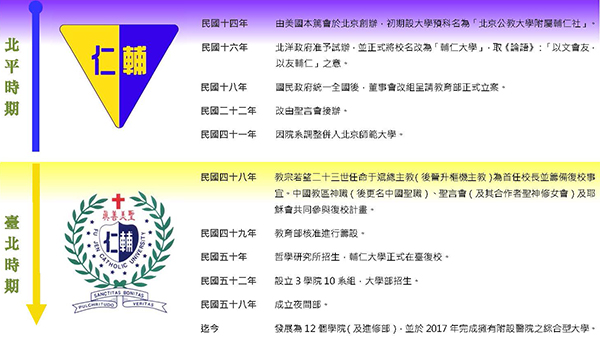 北平時期
仁輔
民國十四年 由美國本篤會於北京創辦,初期設大學預科名為「北京公教大學附屬輔仁社」。
民國十六年 北洋政府准予試辦,並正式將校名改為「輔仁大學」,取《論語》:「以文會友,
以友輔仁」之意。
民國十八年 國民政府統一全國後,董事會改組呈請教育部正式立案。
民國二十二年 改由聖言會接辦。
民國四十一年 因院系調整併入北京師範大學。
臺北時期
真善美聖
仁輔
FU JEN CATHOLIC UNIVERSITY
SANCTITAS BONITAS
PULCHRITUDO VERITAS
民國四十八年 教宗若望二十三世任命于斌總主教(後晉升樞機主教)為首任校長並籌備復校事
宜。中國教區神職(後更名中國聖職)、聖言會(及其合作者聖神修女會)及耶
穌會共同參與復校計畫。
民國四十九年 教育部核准進行籌設。
民國五十年 哲學研究所招生,輔仁大學正式在臺復校。
民國五十二年 設立3學院10系組,大學部招生。
民國五十八年 成立夜間部。
迄今 發展為12個學院(及進修部),並於2017年完成擁有附設醫院之綜合型大學。